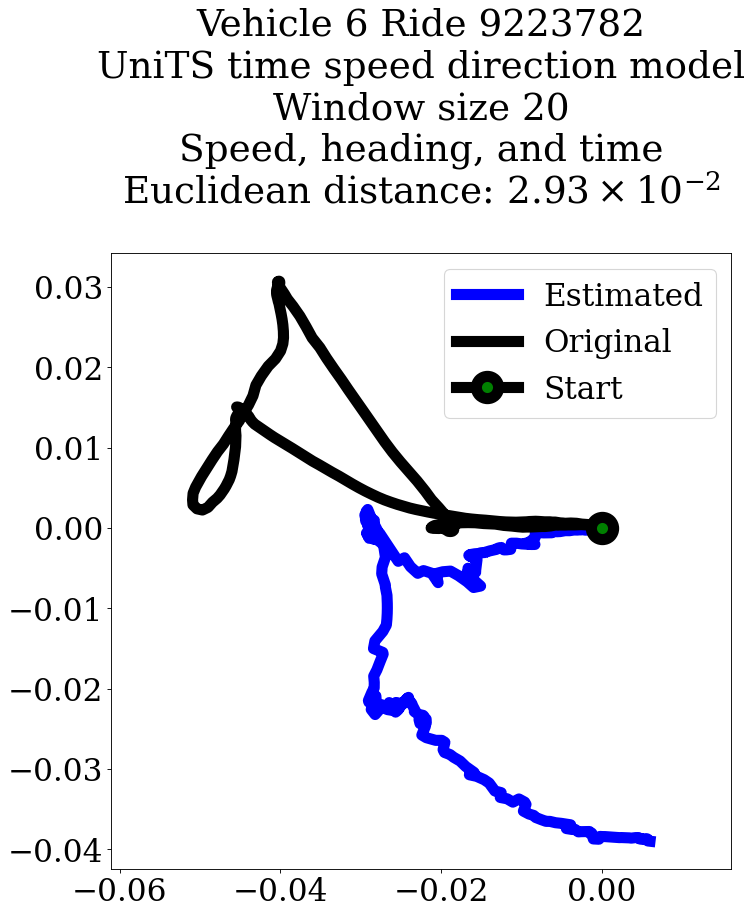 Vehicle 6 Ride 9223782
UniTS time speed direction model
Window size 20
Speed, heading, and time
Euclidean distance: 2.93 × 10⁻²
Estimated
Original
Start
0.03
0.02
0.01
0.00
−0.01
−0.02
−0.03
−0.04
−0.06 −0.04 −0.02 0.00